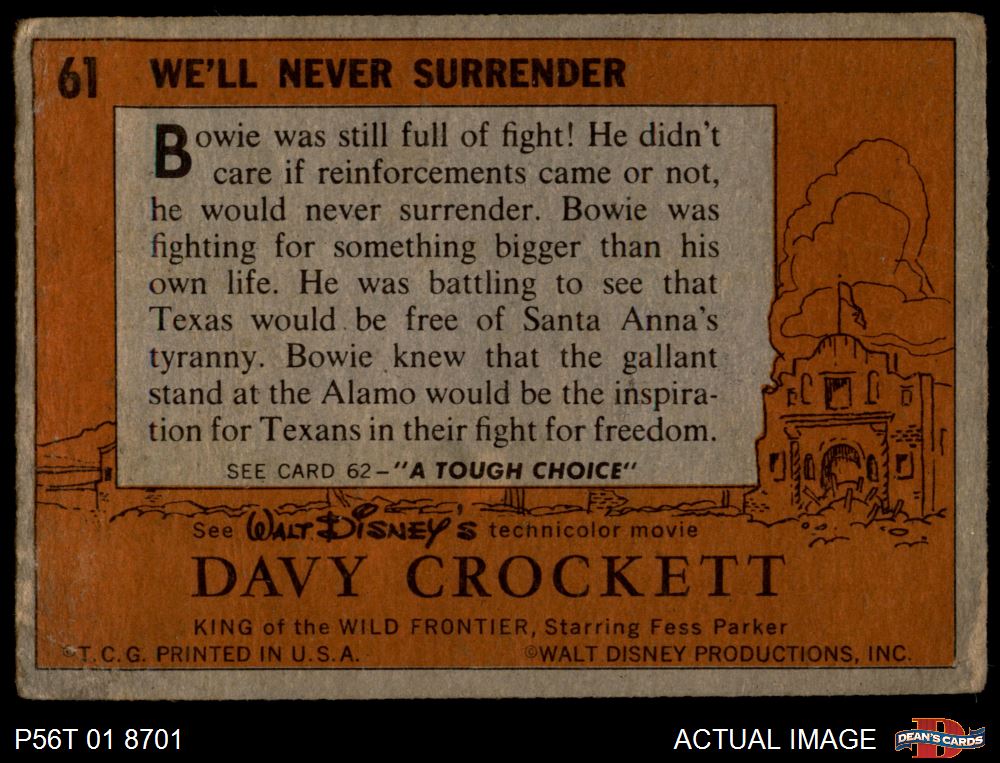 61 WE'LL NEVER SURRENDER
Bowie was still full of fight! He didn't
care if reinforcements came or not,
he would never surrender. Bowie was
fighting for something bigger than his
own life. He was battling to see that
Texas would be free of Santa Anna's
tyranny. Bowie knew that the gallant
stand at the Alamo would be the inspira-
tion for Texans in their fight for freedom.
SEE CARD 62-"A TOUGH CHOICE"
See WALT DISNEY'S technicolor movie
DAVY CROCKETT
KING of the WILD FRONTIER, Starring Fess Parker
©T.C.G. PRINTED IN U.S.A. ©WALT DISNEY PRODUCTIONS, INC.
P56T 01 8701 ACTUAL IMAGE D DEAN'S CARDS